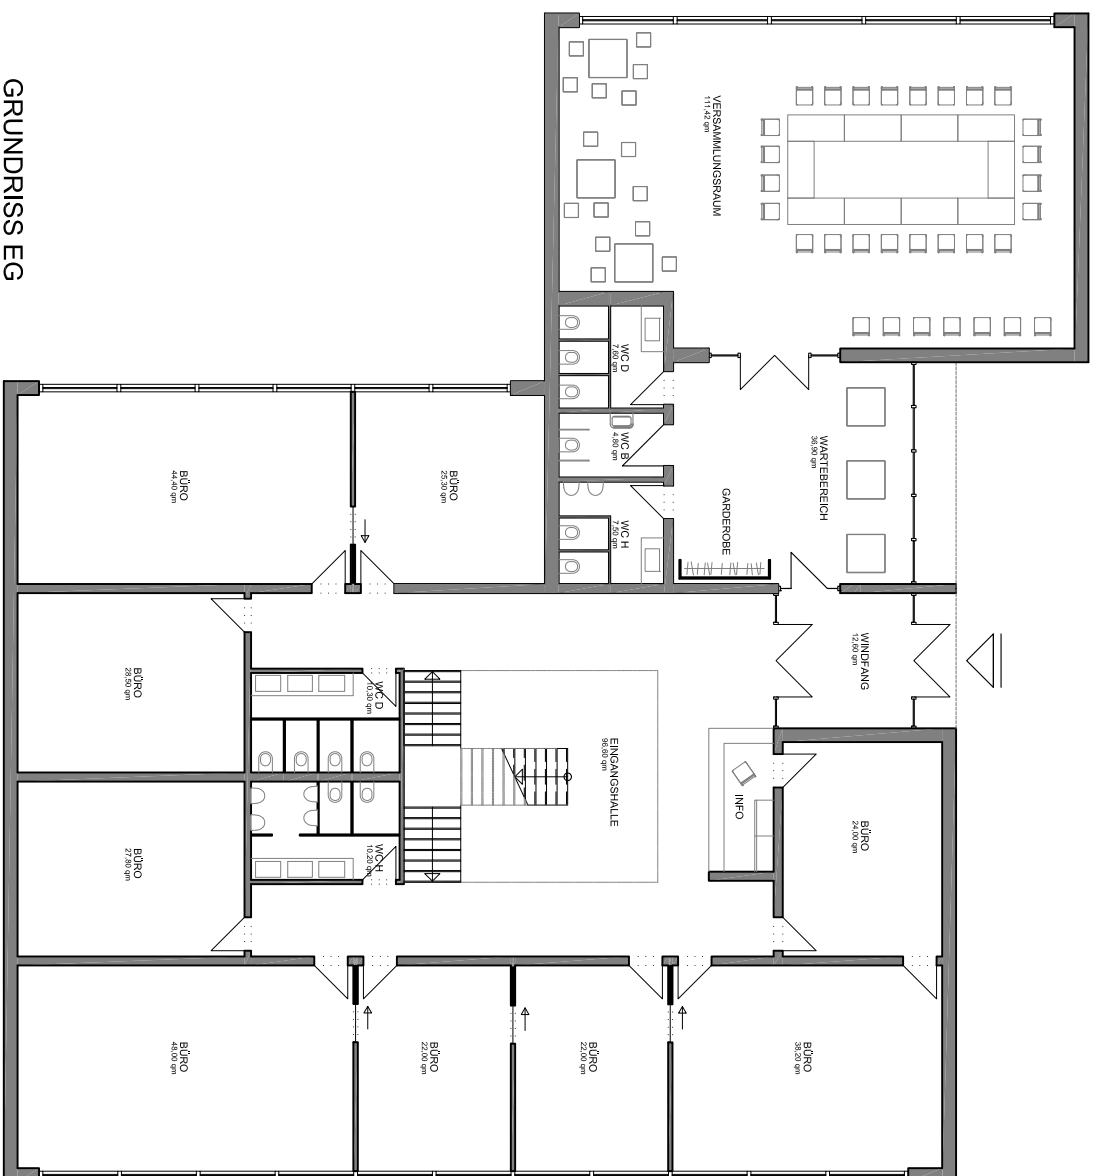 GRUNDRISS EG
VERSAMMLUNGSRAUM
111,42 qm
WC D
7,60 qm
WC B
4,80 qm
WC H
7,50 qm
WARTEBEREICH
36,90 qm
GARDEROBE
WINDFANG
12,60 qm
BÜRO
44,40 qm
BÜRO
25,30 qm
BÜRO
28,50 qm
WC D
10,30 qm
EINGANGSHALLE
96,60 qm
INFO
BÜRO
24,00 qm
BÜRO
27,80 qm
WC H
10,20 qm
BÜRO
48,00 qm
BÜRO
22,00 qm
BÜRO
22,00 qm
BÜRO
38,20 qm